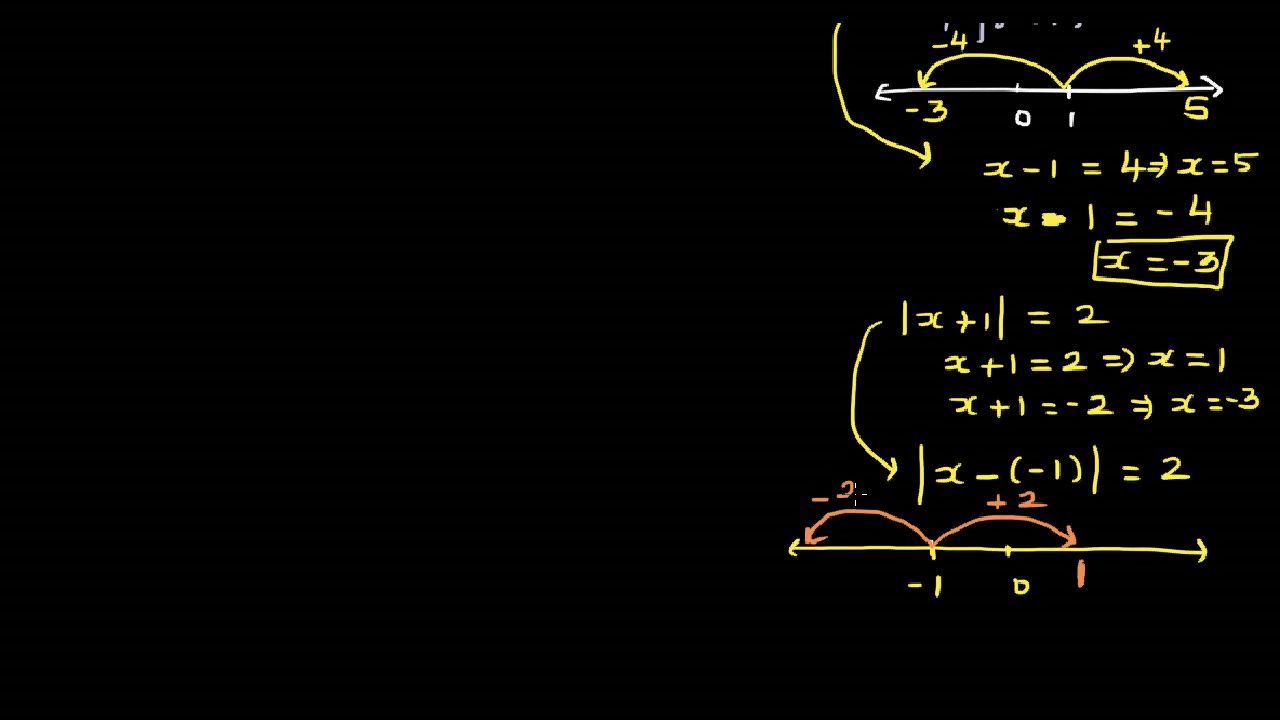 -4 +4
-3 0 1 5
x - 1 = 4 ⇒ x = 5
x - 1 = - 4
x = - 3
|x + 1| = 2
x + 1 = 2 ⇒ x = 1
x + 1 = - 2 ⇒ x = - 3
|x - (-1)| = 2
- 2 + 2
- 1 0 1